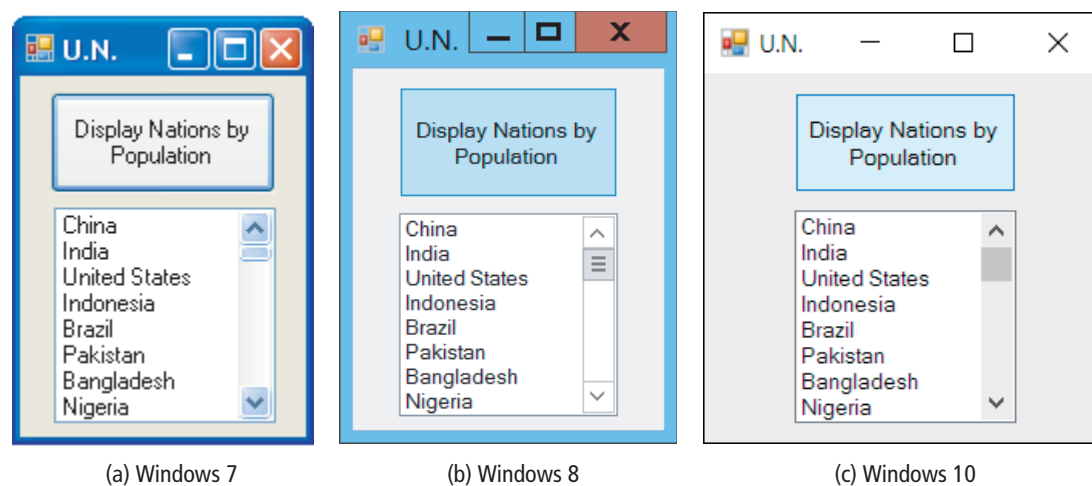 U.N.
Display Nations by
Population
China
India
United States
Indonesia
Brazil
Pakistan
Bangladesh
Nigeria
(a) Windows 7
U.N.
Display Nations by
Population
China
India
United States
Indonesia
Brazil
Pakistan
Bangladesh
Nigeria
(b) Windows 8
U.N.
Display Nations by
Population
China
India
United States
Indonesia
Brazil
Pakistan
Bangladesh
Nigeria
(c) Windows 10